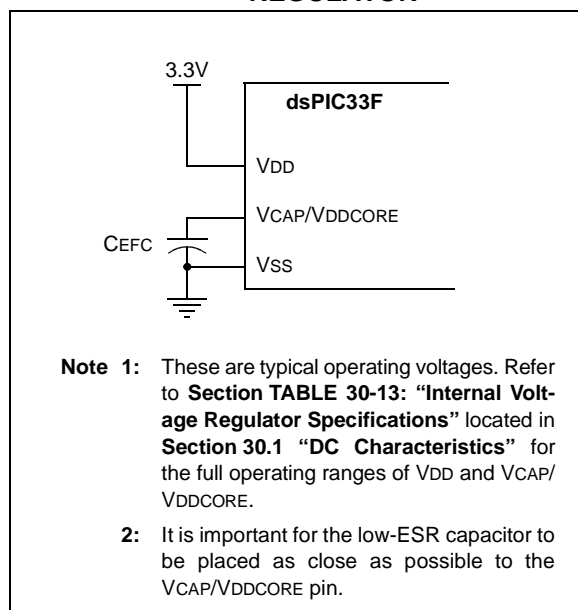 REGULATOR
3.3V
dsPIC33F
VDD
VCAP/VDDCORE
CEFC
VSS
Note 1: These are typical operating voltages. Refer
to Section TABLE 30-13: “Internal Volt-
age Regulator Specifications” located in
Section 30.1 “DC Characteristics” for
the full operating ranges of VDD and VCAP/
VDDCORE.
2: It is important for the low-ESR capacitor to
be placed as close as possible to the
VCAP/VDDCORE pin.